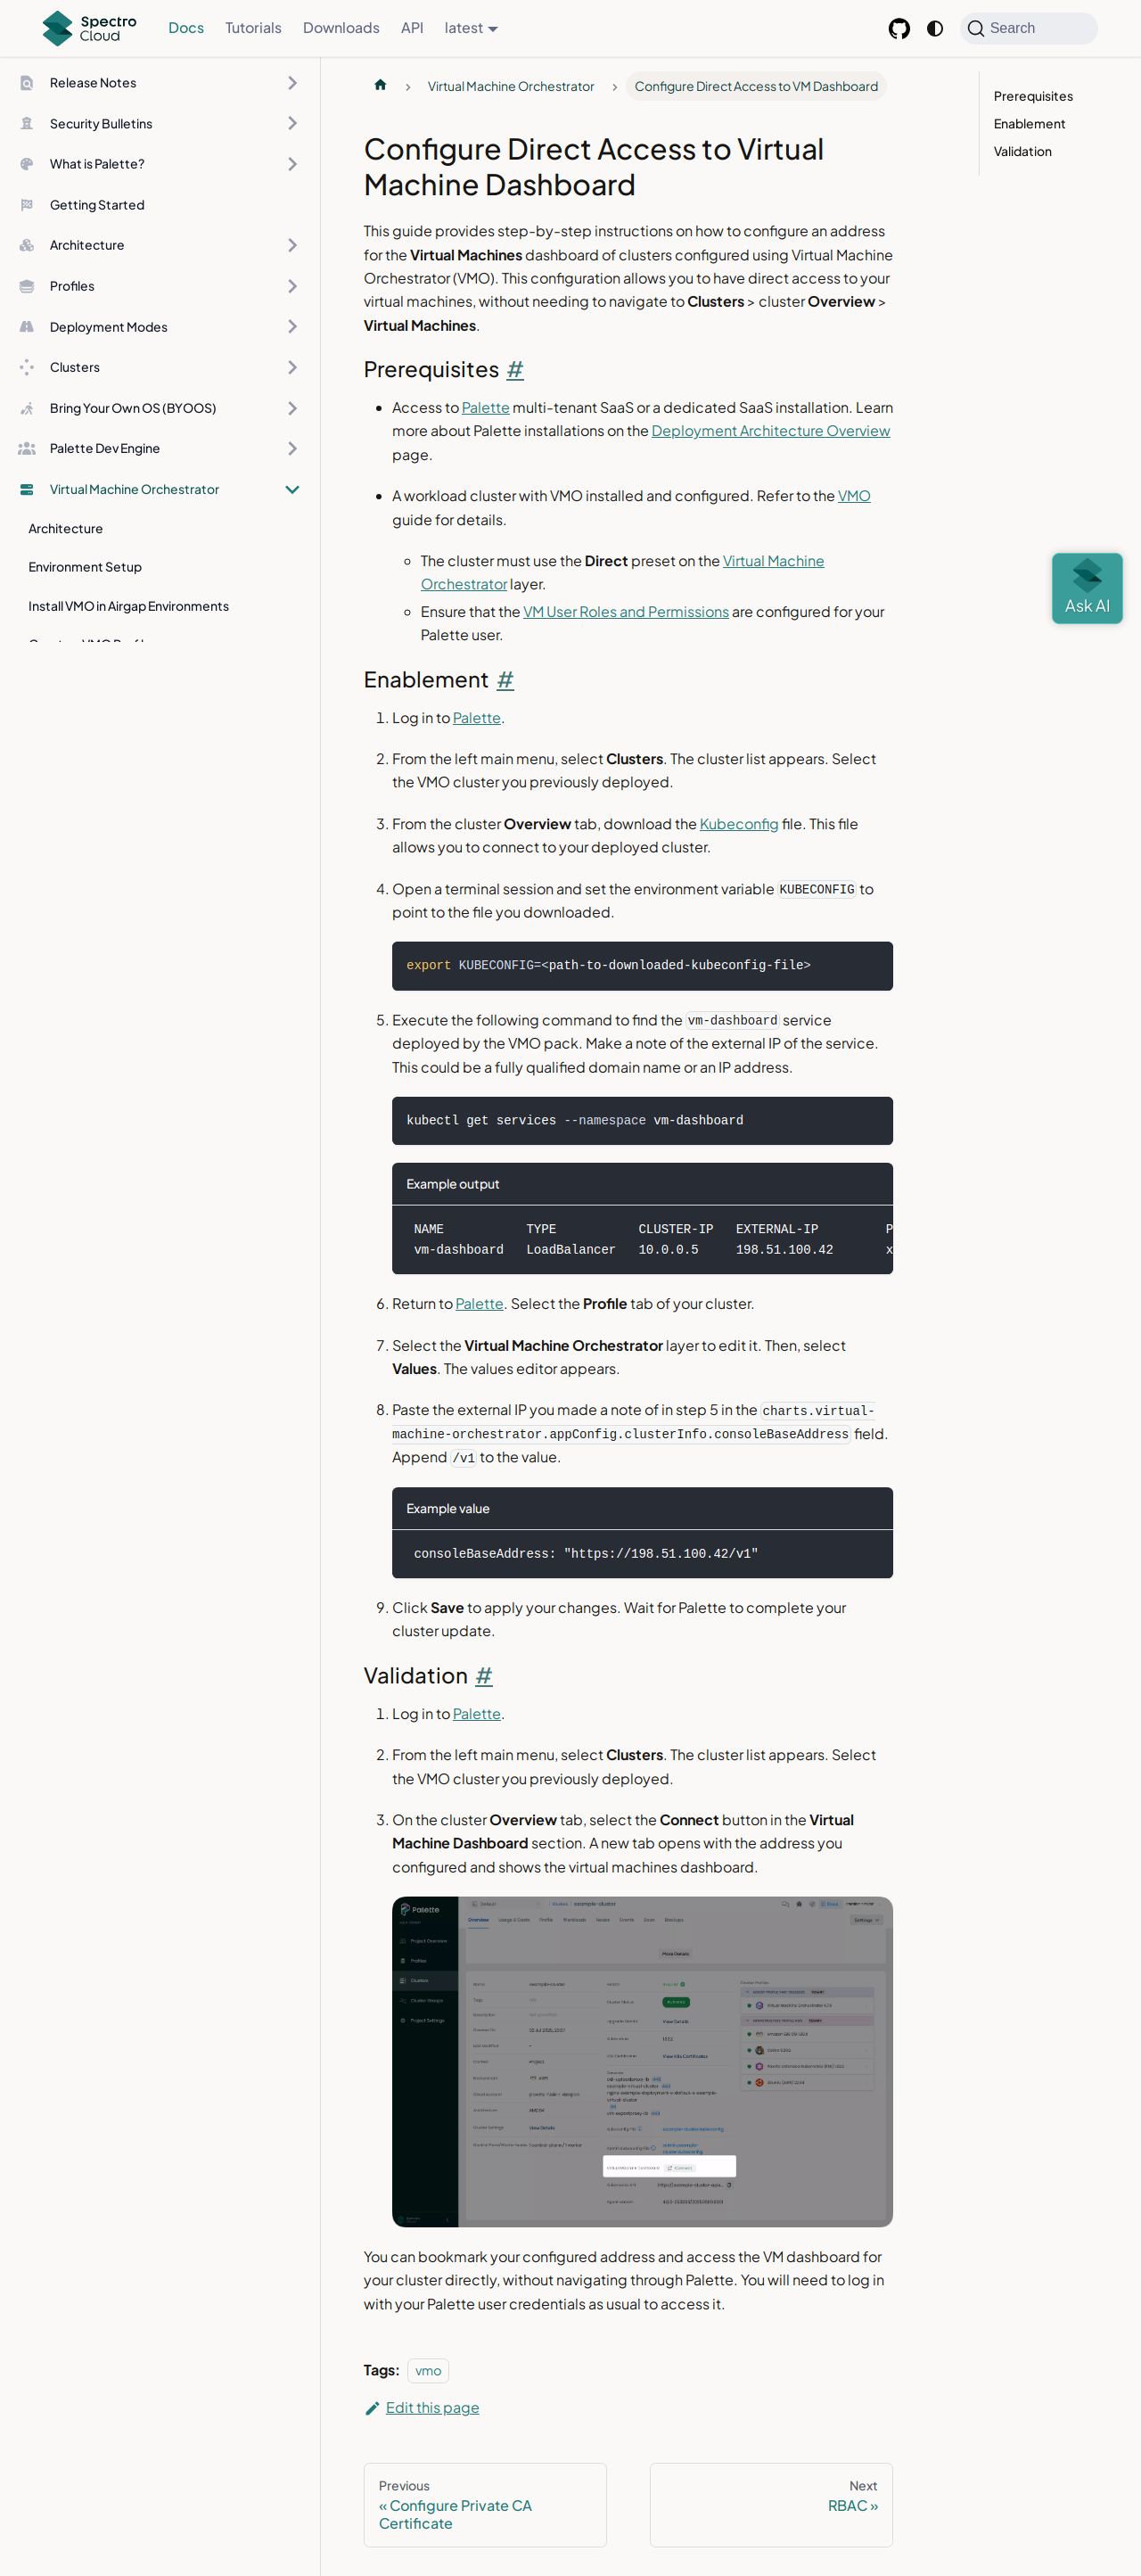 Spectro
Cloud
Docs
Tutorials
Downloads
API
latest
Search
Release Notes
Security Bulletins
What is Palette?
Getting Started
Architecture
Profiles
Deployment Modes
Clusters
Bring Your Own OS (BYOOS)
Palette Dev Engine
Virtual Machine Orchestrator
Architecture
Environment Setup
Install VMO in Airgap Environments
Virtual Machine Orchestrator
Configure Direct Access to VM Dashboard
Configure Direct Access to Virtual
Machine Dashboard
This guide provides step-by-step instructions on how to configure an address
for the Virtual Machines dashboard of clusters configured using Virtual Machine
Orchestrator (VMO). This configuration allows you to have direct access to your
virtual machines, without needing to navigate to Clusters > cluster Overview >
Virtual Machines.
Prerequisites #
Access to Palette multi-tenant SaaS or a dedicated SaaS installation. Learn
more about Palette installations on the Deployment Architecture Overview
page.
A workload cluster with VMO installed and configured. Refer to the VMO
guide for details.
The cluster must use the Direct preset on the Virtual Machine
Orchestrator layer.
Ensure that the VM User Roles and Permissions are configured for your
Palette user.
Enablement #
1. Log in to Palette.
2. From the left main menu, select Clusters. The cluster list appears. Select
the VMO cluster you previously deployed.
3. From the cluster Overview tab, download the Kubeconfig file. This file
allows you to connect to your deployed cluster.
4. Open a terminal session and set the environment variable KUBECONFIG to
point to the file you downloaded.
export KUBECONFIG=<path-to-downloaded-kubeconfig-file>
5. Execute the following command to find the vm-dashboard service
deployed by the VMO pack. Make a note of the external IP of the service.
This could be a fully qualified domain name or an IP address.
kubectl get services --namespace vm-dashboard
Example output
NAME TYPE CLUSTER-IP EXTERNAL-IP P
vm-dashboard LoadBalancer 10.0.0.5 198.51.100.42 x
6. Return to Palette. Select the Profile tab of your cluster.
7. Select the Virtual Machine Orchestrator layer to edit it. Then, select
Values. The values editor appears.
8. Paste the external IP you made a note of in step 5 in the charts.virtual-
machine-orchestrator.appConfig.clusterInfo.consoleBaseAddress field.
Append /v1 to the value.
Example value
consoleBaseAddress: "https://198.51.100.42/v1"
9. Click Save to apply your changes. Wait for Palette to complete your
cluster update.
Validation #
1. Log in to Palette.
2. From the left main menu, select Clusters. The cluster list appears. Select
the VMO cluster you previously deployed.
3. On the cluster Overview tab, select the Connect button in the Virtual
Machine Dashboard section. A new tab opens with the address you
configured and shows the virtual machines dashboard.
Palette
Project Overview
Profiles
Clusters
Cluster Groups
Project Settings
Overview
Settings
More Details
View Details
Connect
You can bookmark your configured address and access the VM dashboard for
your cluster directly, without navigating through Palette. You will need to log in
with your Palette user credentials as usual to access it.
Tags: vmo
Edit this page
Previous
« Configure Private CA
Certificate
Next
RBAC »
Prerequisites
Enablement
Validation
Ask AI